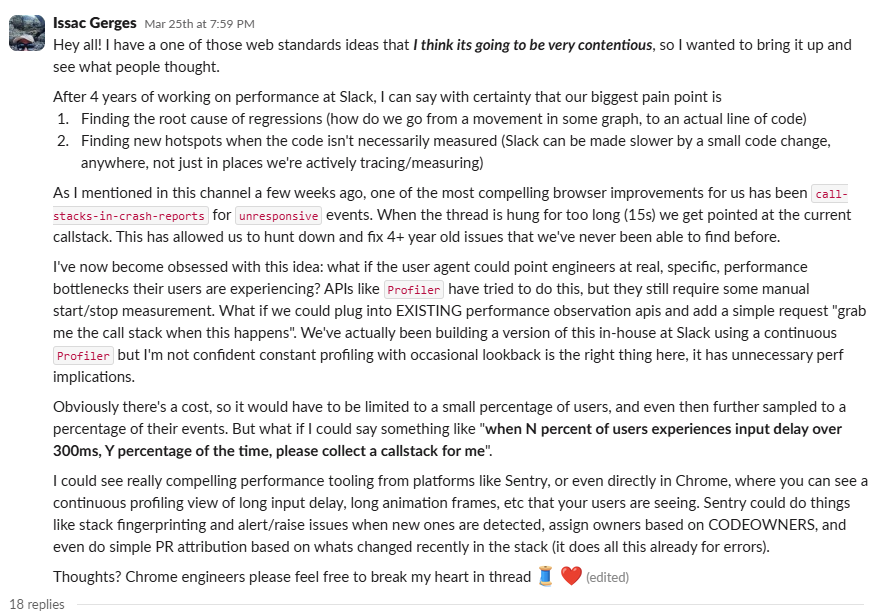 Issac Gerges Mar 25th at 7:59 PM
Hey all! I have a one of those web standards ideas that I think its going to be very contentious, so I wanted to bring it up and
see what people thought.
After 4 years of working on performance at Slack, I can say with certainty that our biggest pain point is
1. Finding the root cause of regressions (how do we go from a movement in some graph, to an actual line of code)
2. Finding new hotspots when the code isn't necessarily measured (Slack can be made slower by a small code change,
anywhere, not just in places we're actively tracing/measuring)
As I mentioned in this channel a few weeks ago, one of the most compelling browser improvements for us has been call-
stacks-in-crash-reports for unresponsive events. When the thread is hung for too long (15s) we get pointed at the current
callstack. This has allowed us to hunt down and fix 4+ year old issues that we've never been able to find before.
I've now become obsessed with this idea: what if the user agent could point engineers at real, specific, performance
bottlenecks their users are experiencing? APIs like Profiler have tried to do this, but they still require some manual
start/stop measurement. What if we could plug into EXISTING performance observation apis and add a simple request "grab
me the call stack when this happens". We've actually been building a version of this in-house at Slack using a continuous
Profiler but I'm not confident constant profiling with occasional lookback is the right thing here, it has unnecessary perf
implications.
Obviously there's a cost, so it would have to be limited to a small percentage of users, and even then further sampled to a
percentage of their events. But what if I could say something like "when N percent of users experiences input delay over
300ms, Y percentage of the time, please collect a callstack for me".
I could see really compelling performance tooling from platforms like Sentry, or even directly in Chrome, where you can see a
continuous profiling view of long input delay, long animation frames, etc that your users are seeing. Sentry could do things
like stack fingerprinting and alert/raise issues when new ones are detected, assign owners based on CODEOWNERS, and
even do simple PR attribution based on whats changed recently in the stack (it does all this already for errors).
Thoughts? Chrome engineers please feel free to break my heart in thread 🧵 ❤️ (edited)
18 replies